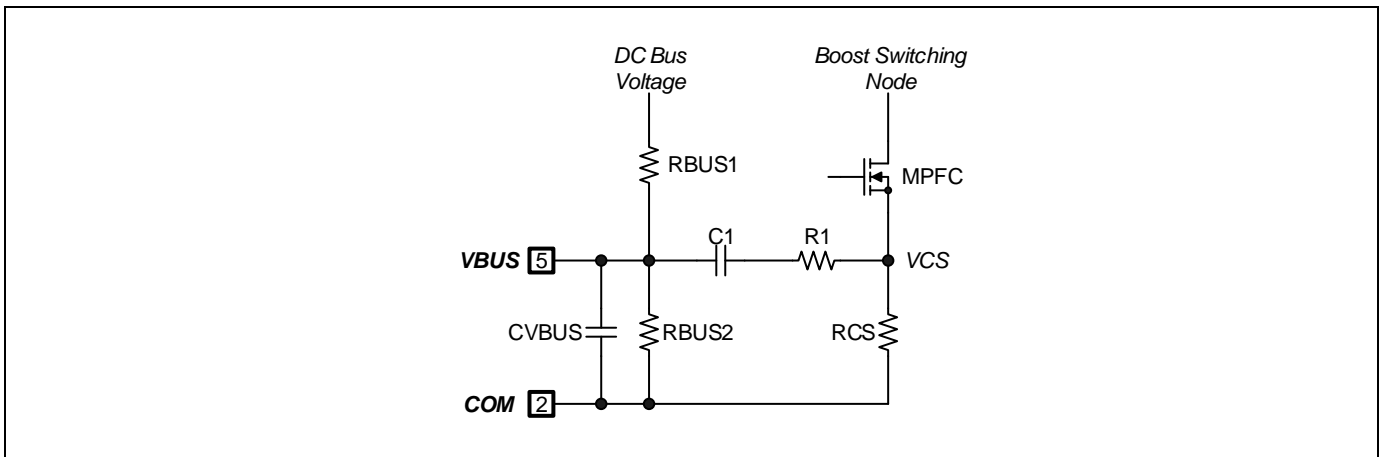 DC Bus
Voltage
Boost Switching
Node
RBUS1
MPFC
C1
R1
VBUS 5
VCS
CVBUS
RBUS2
RCS
COM 2